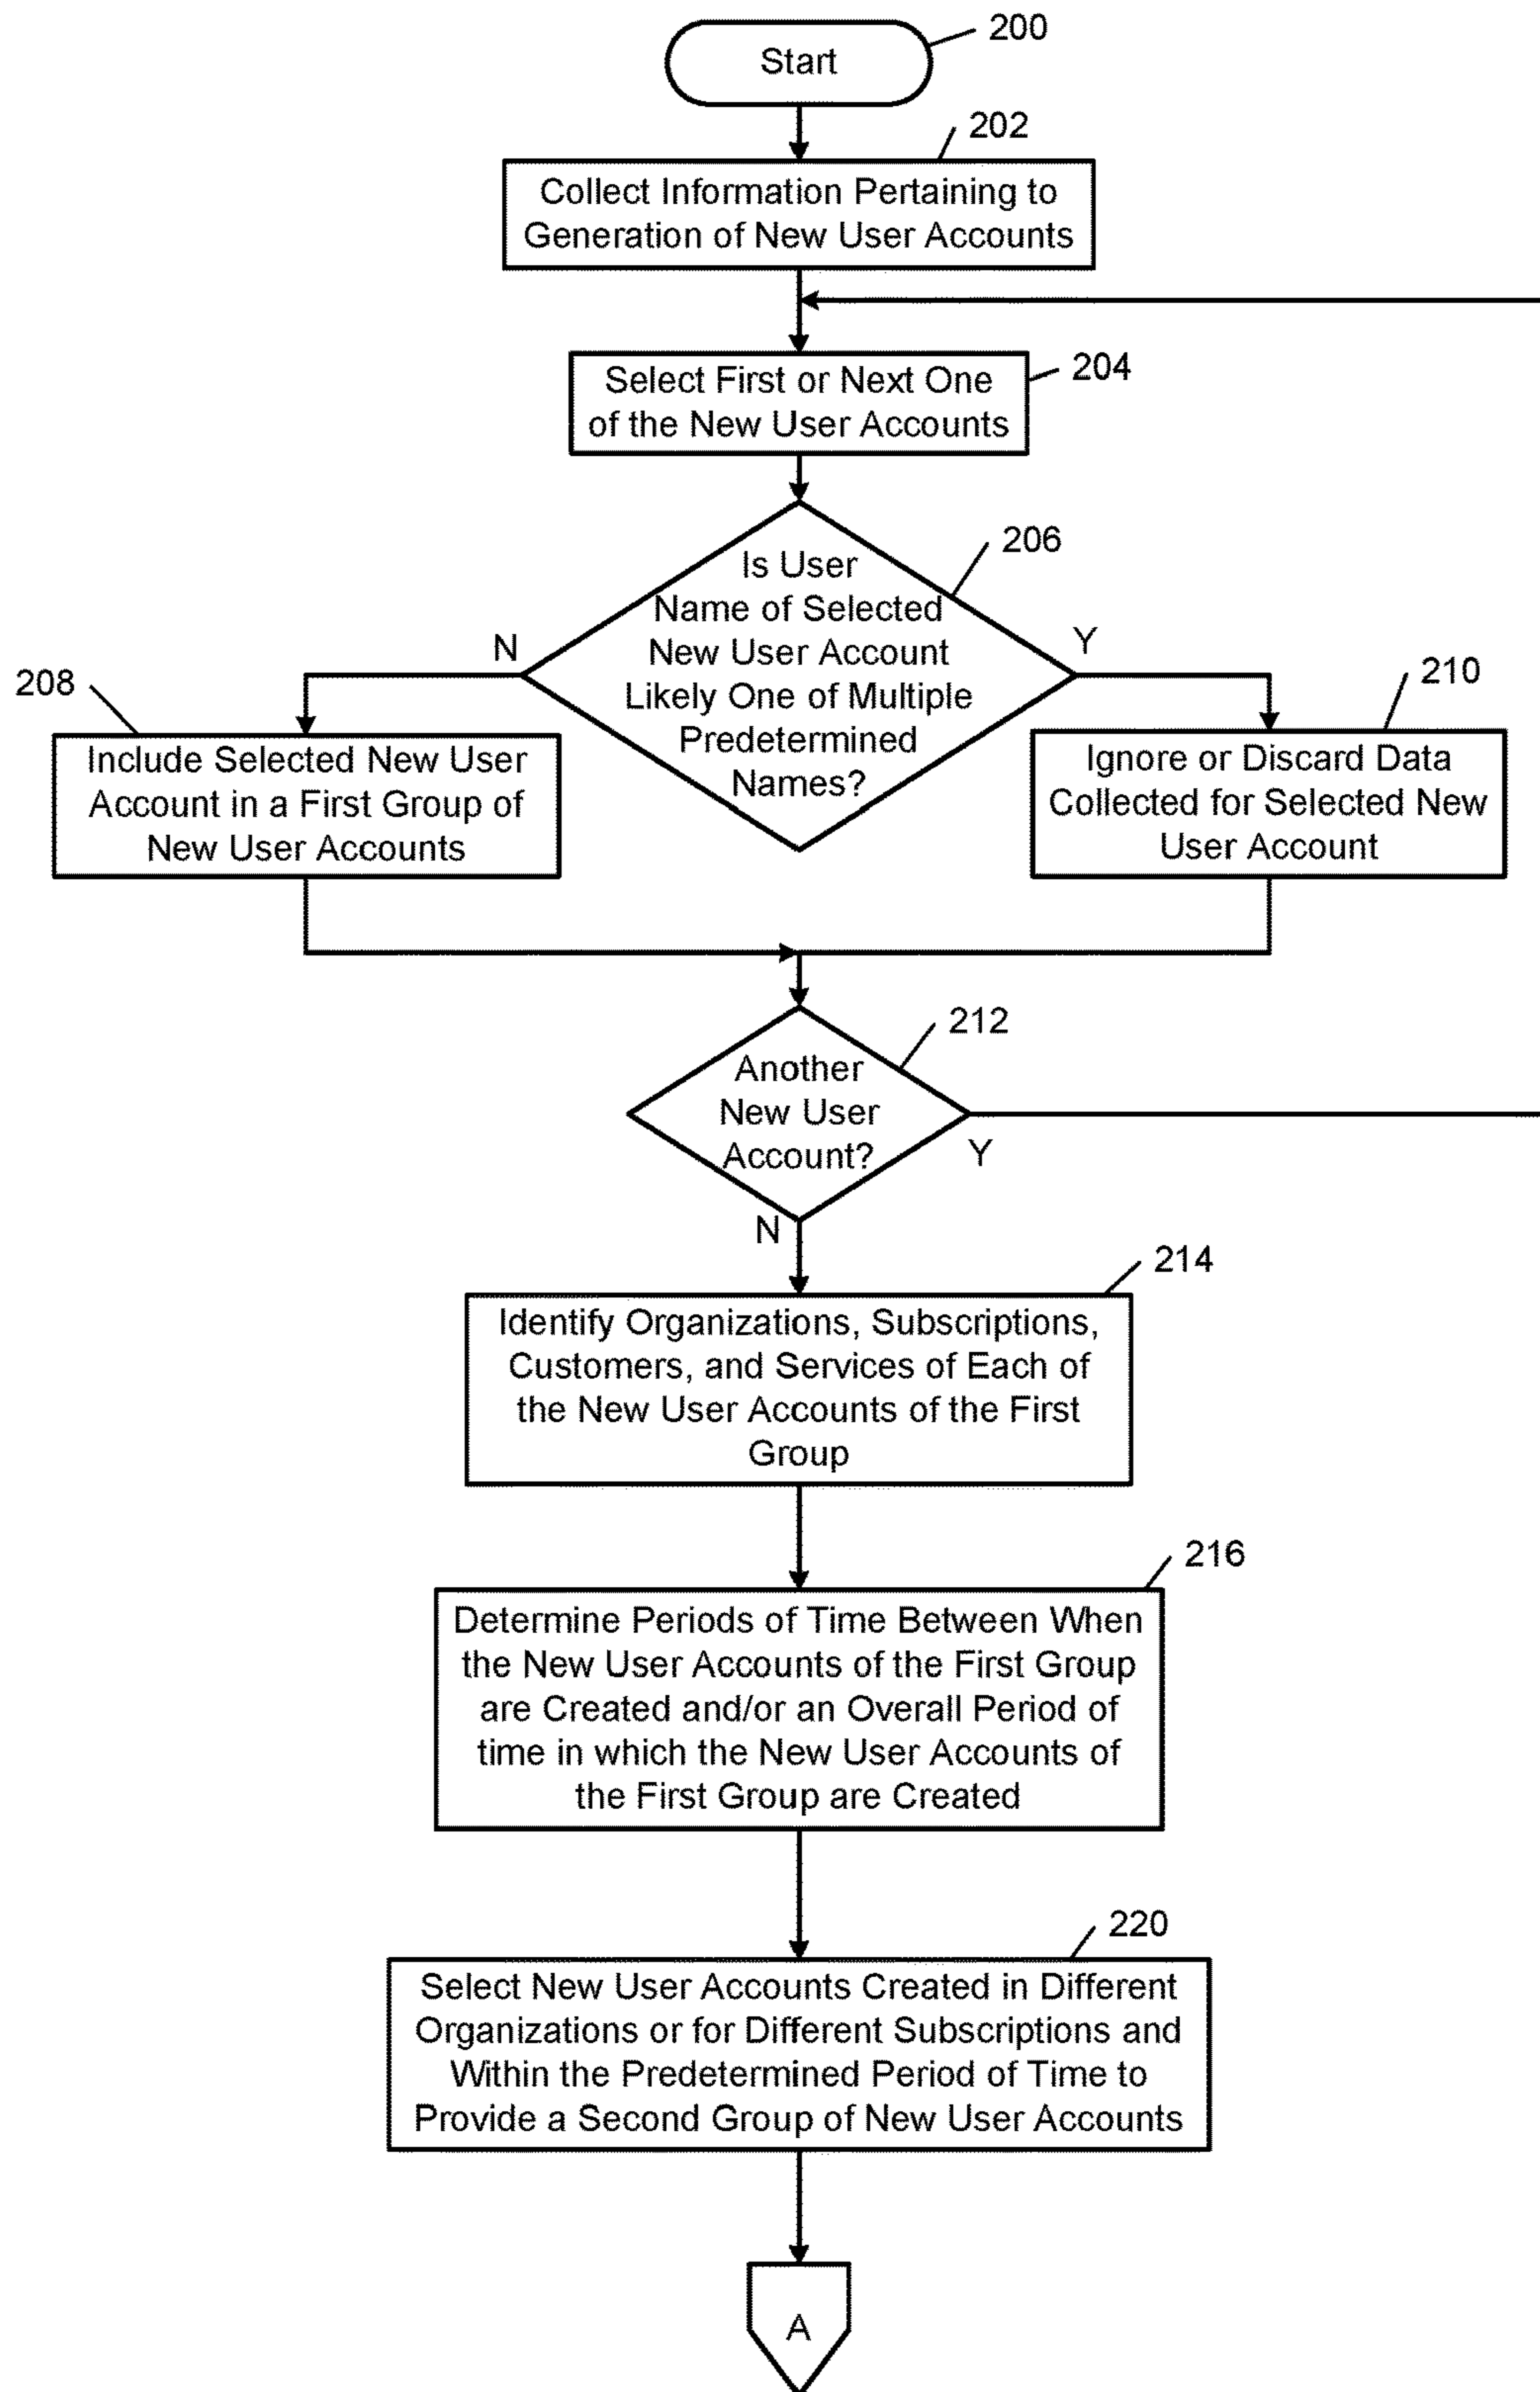 200
Start
202
Collect Information Pertaining to
Generation of New User Accounts
204
Select First or Next One
of the New User Accounts
206
Is User
Name of Selected
New User Account
Likely One of Multiple
Predetermined
Names?
N
Y
208
Include Selected New User
Account in a First Group of
New User Accounts
210
Ignore or Discard Data
Collected for Selected New
User Account
212
Another
New User
Account?
Y
N
214
Identify Organizations, Subscriptions,
Customers, and Services of Each of
the New User Accounts of the First
Group
216
Determine Periods of Time Between When
the New User Accounts of the First Group
are Created and/or an Overall Period of
time in which the New User Accounts of
the First Group are Created
220
Select New User Accounts Created in Different
Organizations or for Different Subscriptions and
Within the Predetermined Period of Time to
Provide a Second Group of New User Accounts
A